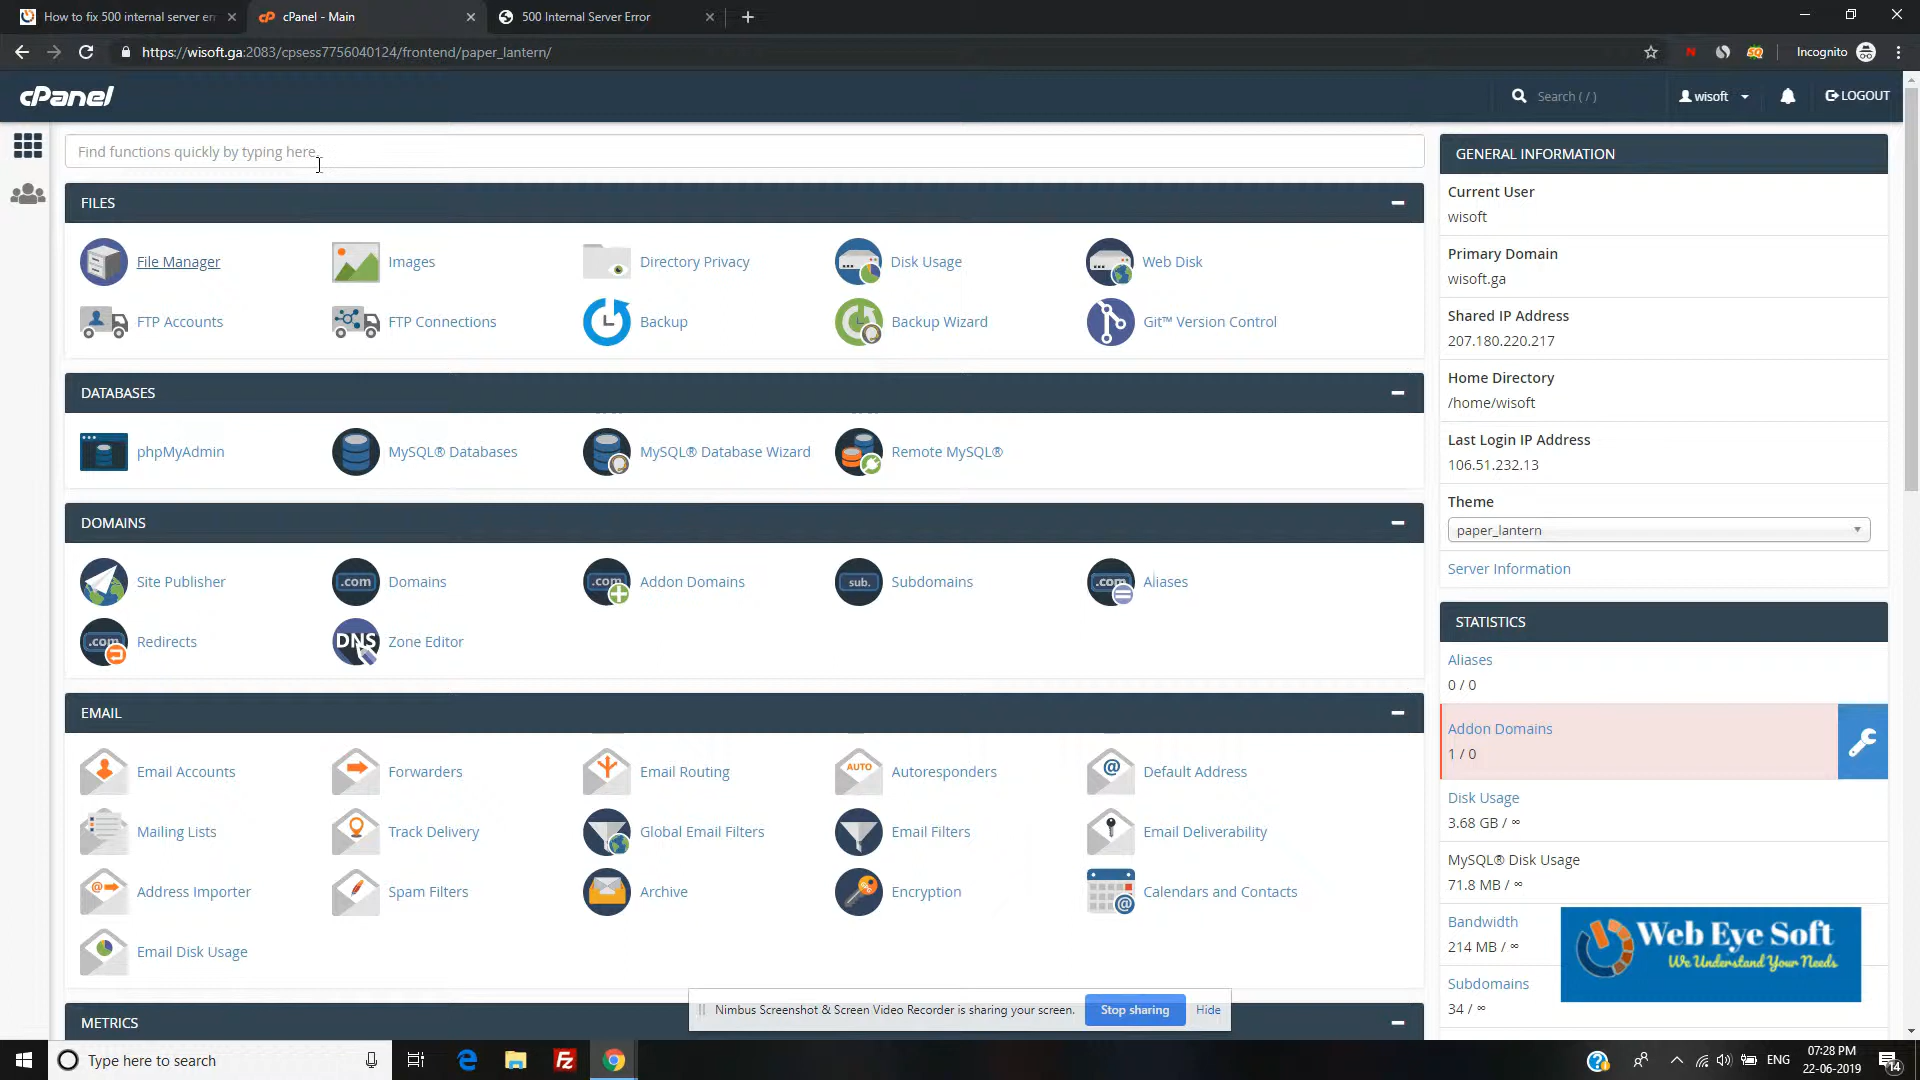 How to fix 500 internal server er
cPanel - Main
500 Internal Server Error
https://wisoft.ga:2083/cpsess7756040124/frontend/paper_lantern/
Incognito
cPanel
Search ( / )
wisoft
LOGOUT
Find functions quickly by typing here.
FILES
File Manager
Images
Directory Privacy
Disk Usage
Web Disk
FTP Accounts
FTP Connections
Backup
Backup Wizard
Git™ Version Control
DATABASES
phpMyAdmin
MySQL® Databases
MySQL® Database Wizard
Remote MySQL®
DOMAINS
Site Publisher
.com
Domains
.com
Addon Domains
sub.
Subdomains
.com
Aliases
.com
Redirects
DNS
Zone Editor
EMAIL
Email Accounts
Forwarders
Email Routing
AUTO
Autoresponders
@
Default Address
Mailing Lists
Track Delivery
Global Email Filters
Email Filters
Email Deliverability
Address Importer
Spam Filters
Archive
Encryption
Calendars and Contacts
Email Disk Usage
METRICS
GENERAL INFORMATION
Current User
wisoft
Primary Domain
wisoft.ga
Shared IP Address
207.180.220.217
Home Directory
/home/wisoft
Last Login IP Address
106.51.232.13
Theme
paper_lantern
Server Information
STATISTICS
Aliases
0 / 0
Addon Domains
1 / 0
Disk Usage
3.68 GB / ∞
MySQL® Disk Usage
71.8 MB / ∞
Bandwidth
214 MB / ∞
Subdomains
34 / ∞
Web Eye Soft
We Understand Your Needs
Nimbus Screenshot & Screen Video Recorder is sharing your screen.
Stop sharing
Hide
Type here to search
ENG
07:28 PM
22-06-2019
14